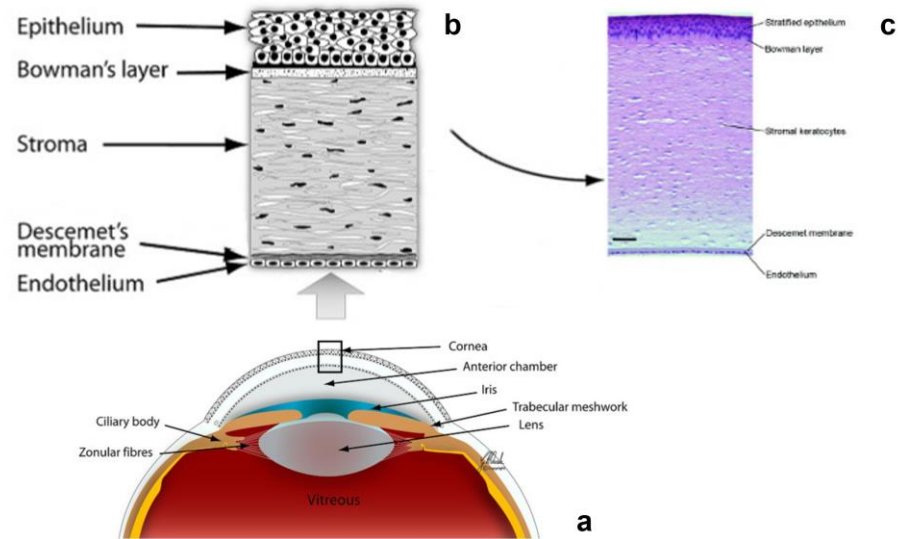 Epithelium
b
c
Bowman's layer
Stroma
Descemet's
membrane
Endothelium
Stratified epithelium
Bowman layer
Stromal keratocytes
Descemet membrane
Endothelium
Cornea
Anterior chamber
Iris
Trabecular meshwork
Lens
Ciliary body
Zonular fibres
Vitreous
a